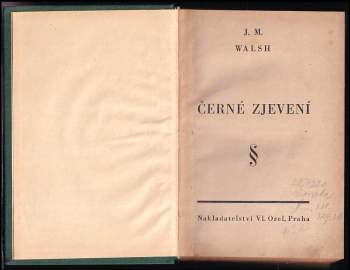 J. M.
WALSH
ČERNÉ ZJEVENÍ
§
Nakladatelství Vl. Orel, Praha